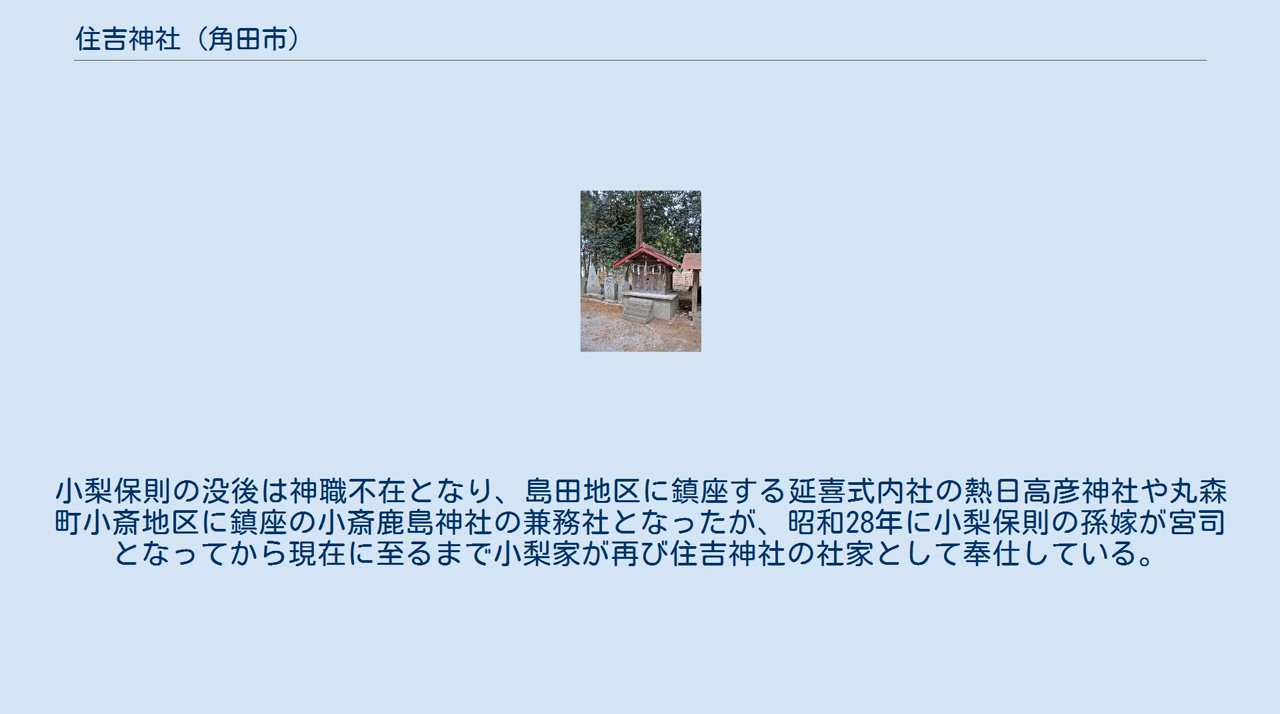 住吉神社（角田市）
小梨保則の没後は神職不在となり、島田地区に鎮座する延喜式内社の熱日高彦神社や丸森
町小斎地区に鎮座の小斎鹿島神社の兼務社となったが、昭和28年に小梨保則の孫嫁が宮司
となってから現在に至るまで小梨家が再び住吉神社の社家として奉仕している。